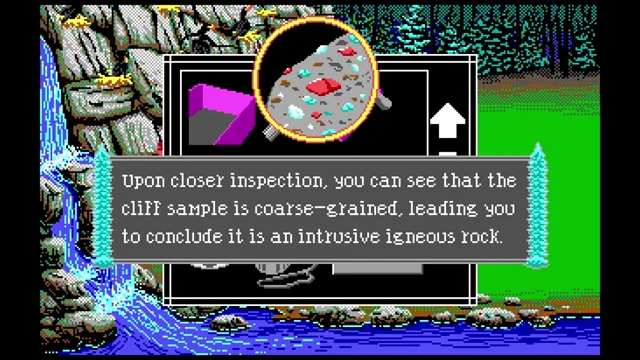 Upon closer inspection, you can see that the
cliff sample is coarse-grained, leading you
to conclude it is an intrusive igneous rock.